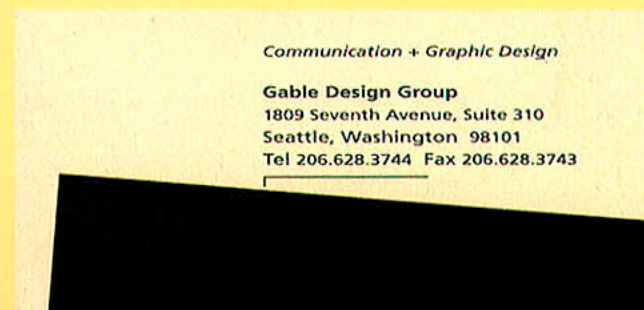 Communication + Graphic Design
Gable Design Group
1809 Seventh Avenue, Suite 310
Seattle, Washington 98101
Tel 206.628.3744 Fax 206.628.3743